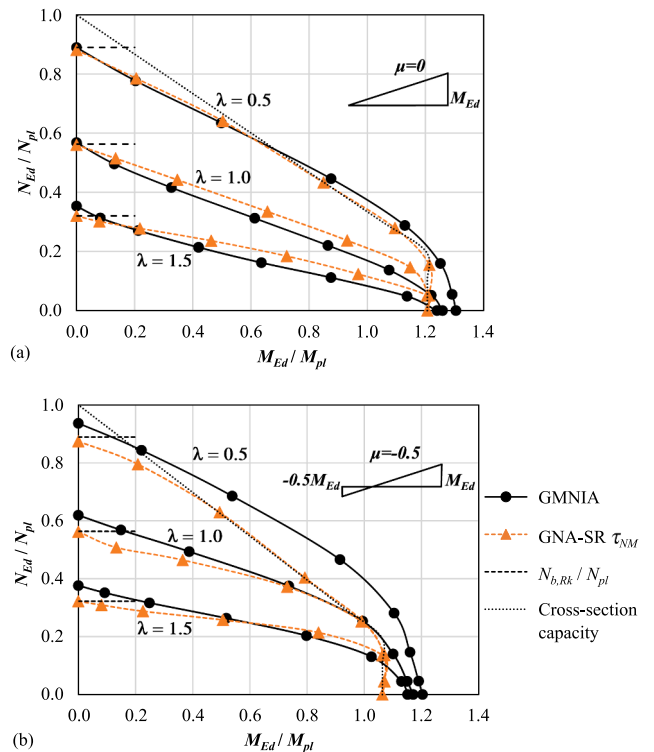 1.0
μ=0
0.8
M_Ed
λ = 0.5
0.6
N_Ed / N_pl
λ = 1.0
0.4
0.2
λ = 1.5
0.0
0.0 0.2 0.4 0.6 0.8 1.0 1.2 1.4
(a)
M_Ed / M_pl
1.0
μ=-0.5
0.8
λ = 0.5
-0.5M_Ed
M_Ed
0.6
N_Ed / N_pl
λ = 1.0
0.4
0.2
λ = 1.5
0.0
0.0 0.2 0.4 0.6 0.8 1.0 1.2 1.4
(b)
M_Ed / M_pl
GMNIA
GNA-SR τ_NM
N_b,Rk / N_pl
Cross-section
capacity